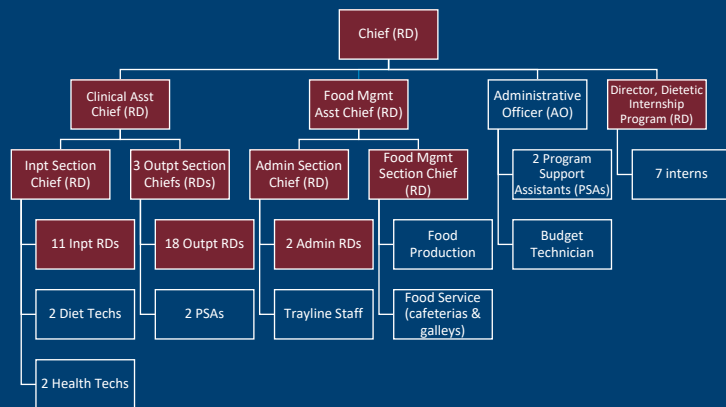 Chief (RD)
Clinical Asst
Chief (RD)
Food Mgmt
Asst Chief (RD)
Administrative
Officer (AO)
Director, Dietetic
Internship
Program (RD)
Inpt Section
Chief (RD)
3 Outpt Section
Chiefs (RDs)
Admin Section
Chief (RD)
Food Mgmt
Section Chief
(RD)
2 Program
Support
Assistants (PSAs)
7 interns
11 Inpt RDs
18 Outpt RDs
2 Admin RDs
Food
Production
Budget
Technician
2 Diet Techs
2 PSAs
Trayline Staff
Food Service
(cafeterias &
galleys)
2 Health Techs